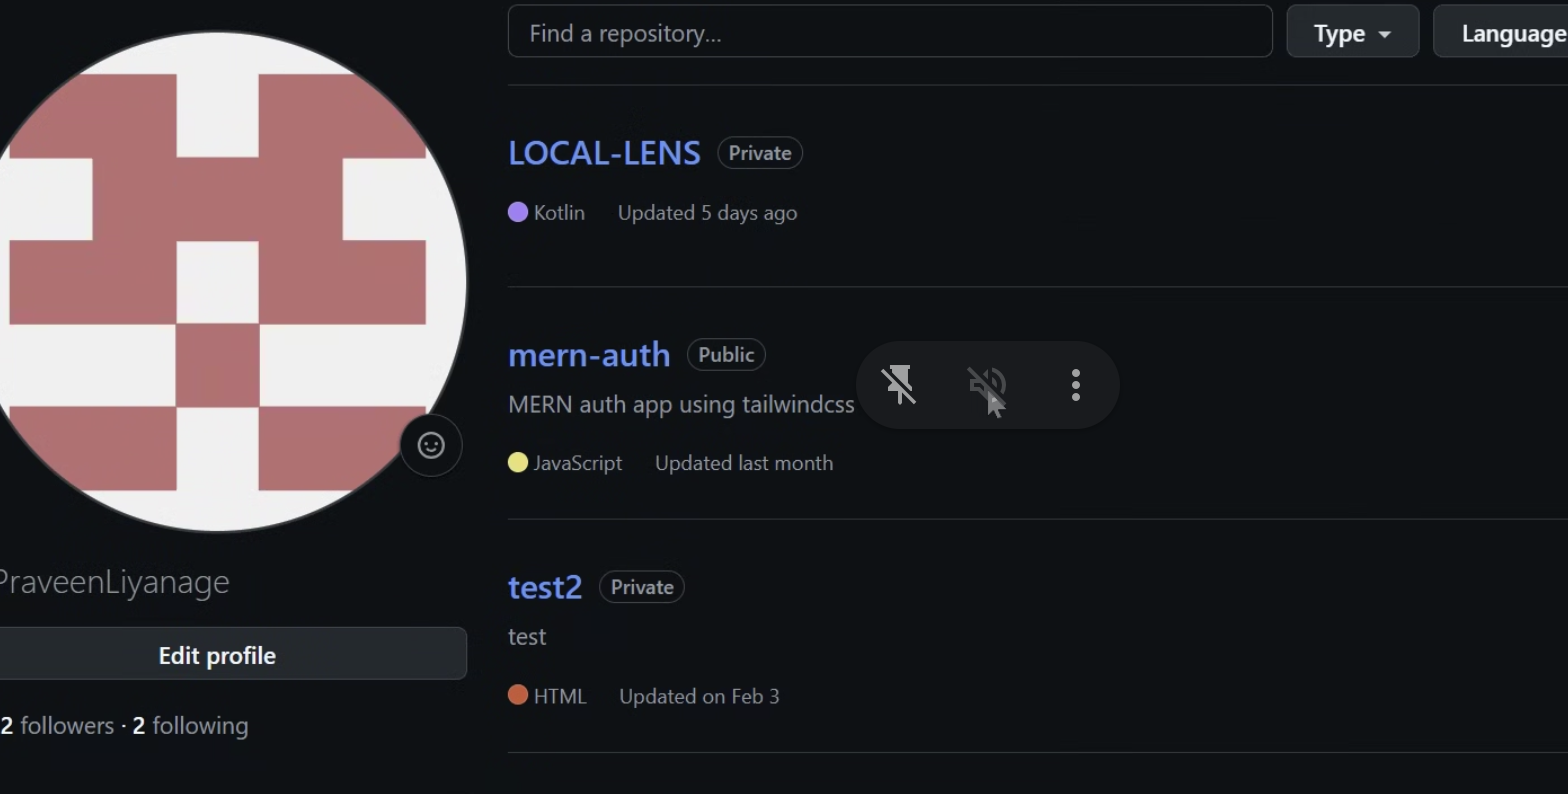 Find a repository...
Type
Language
LOCAL-LENS Private
Kotlin Updated 5 days ago
mern-auth Public
MERN auth app using tailwindcss
JavaScript Updated last month
test2 Private
test
HTML Updated on Feb 3
PraveenLiyanage
Edit profile
2 followers · 2 following